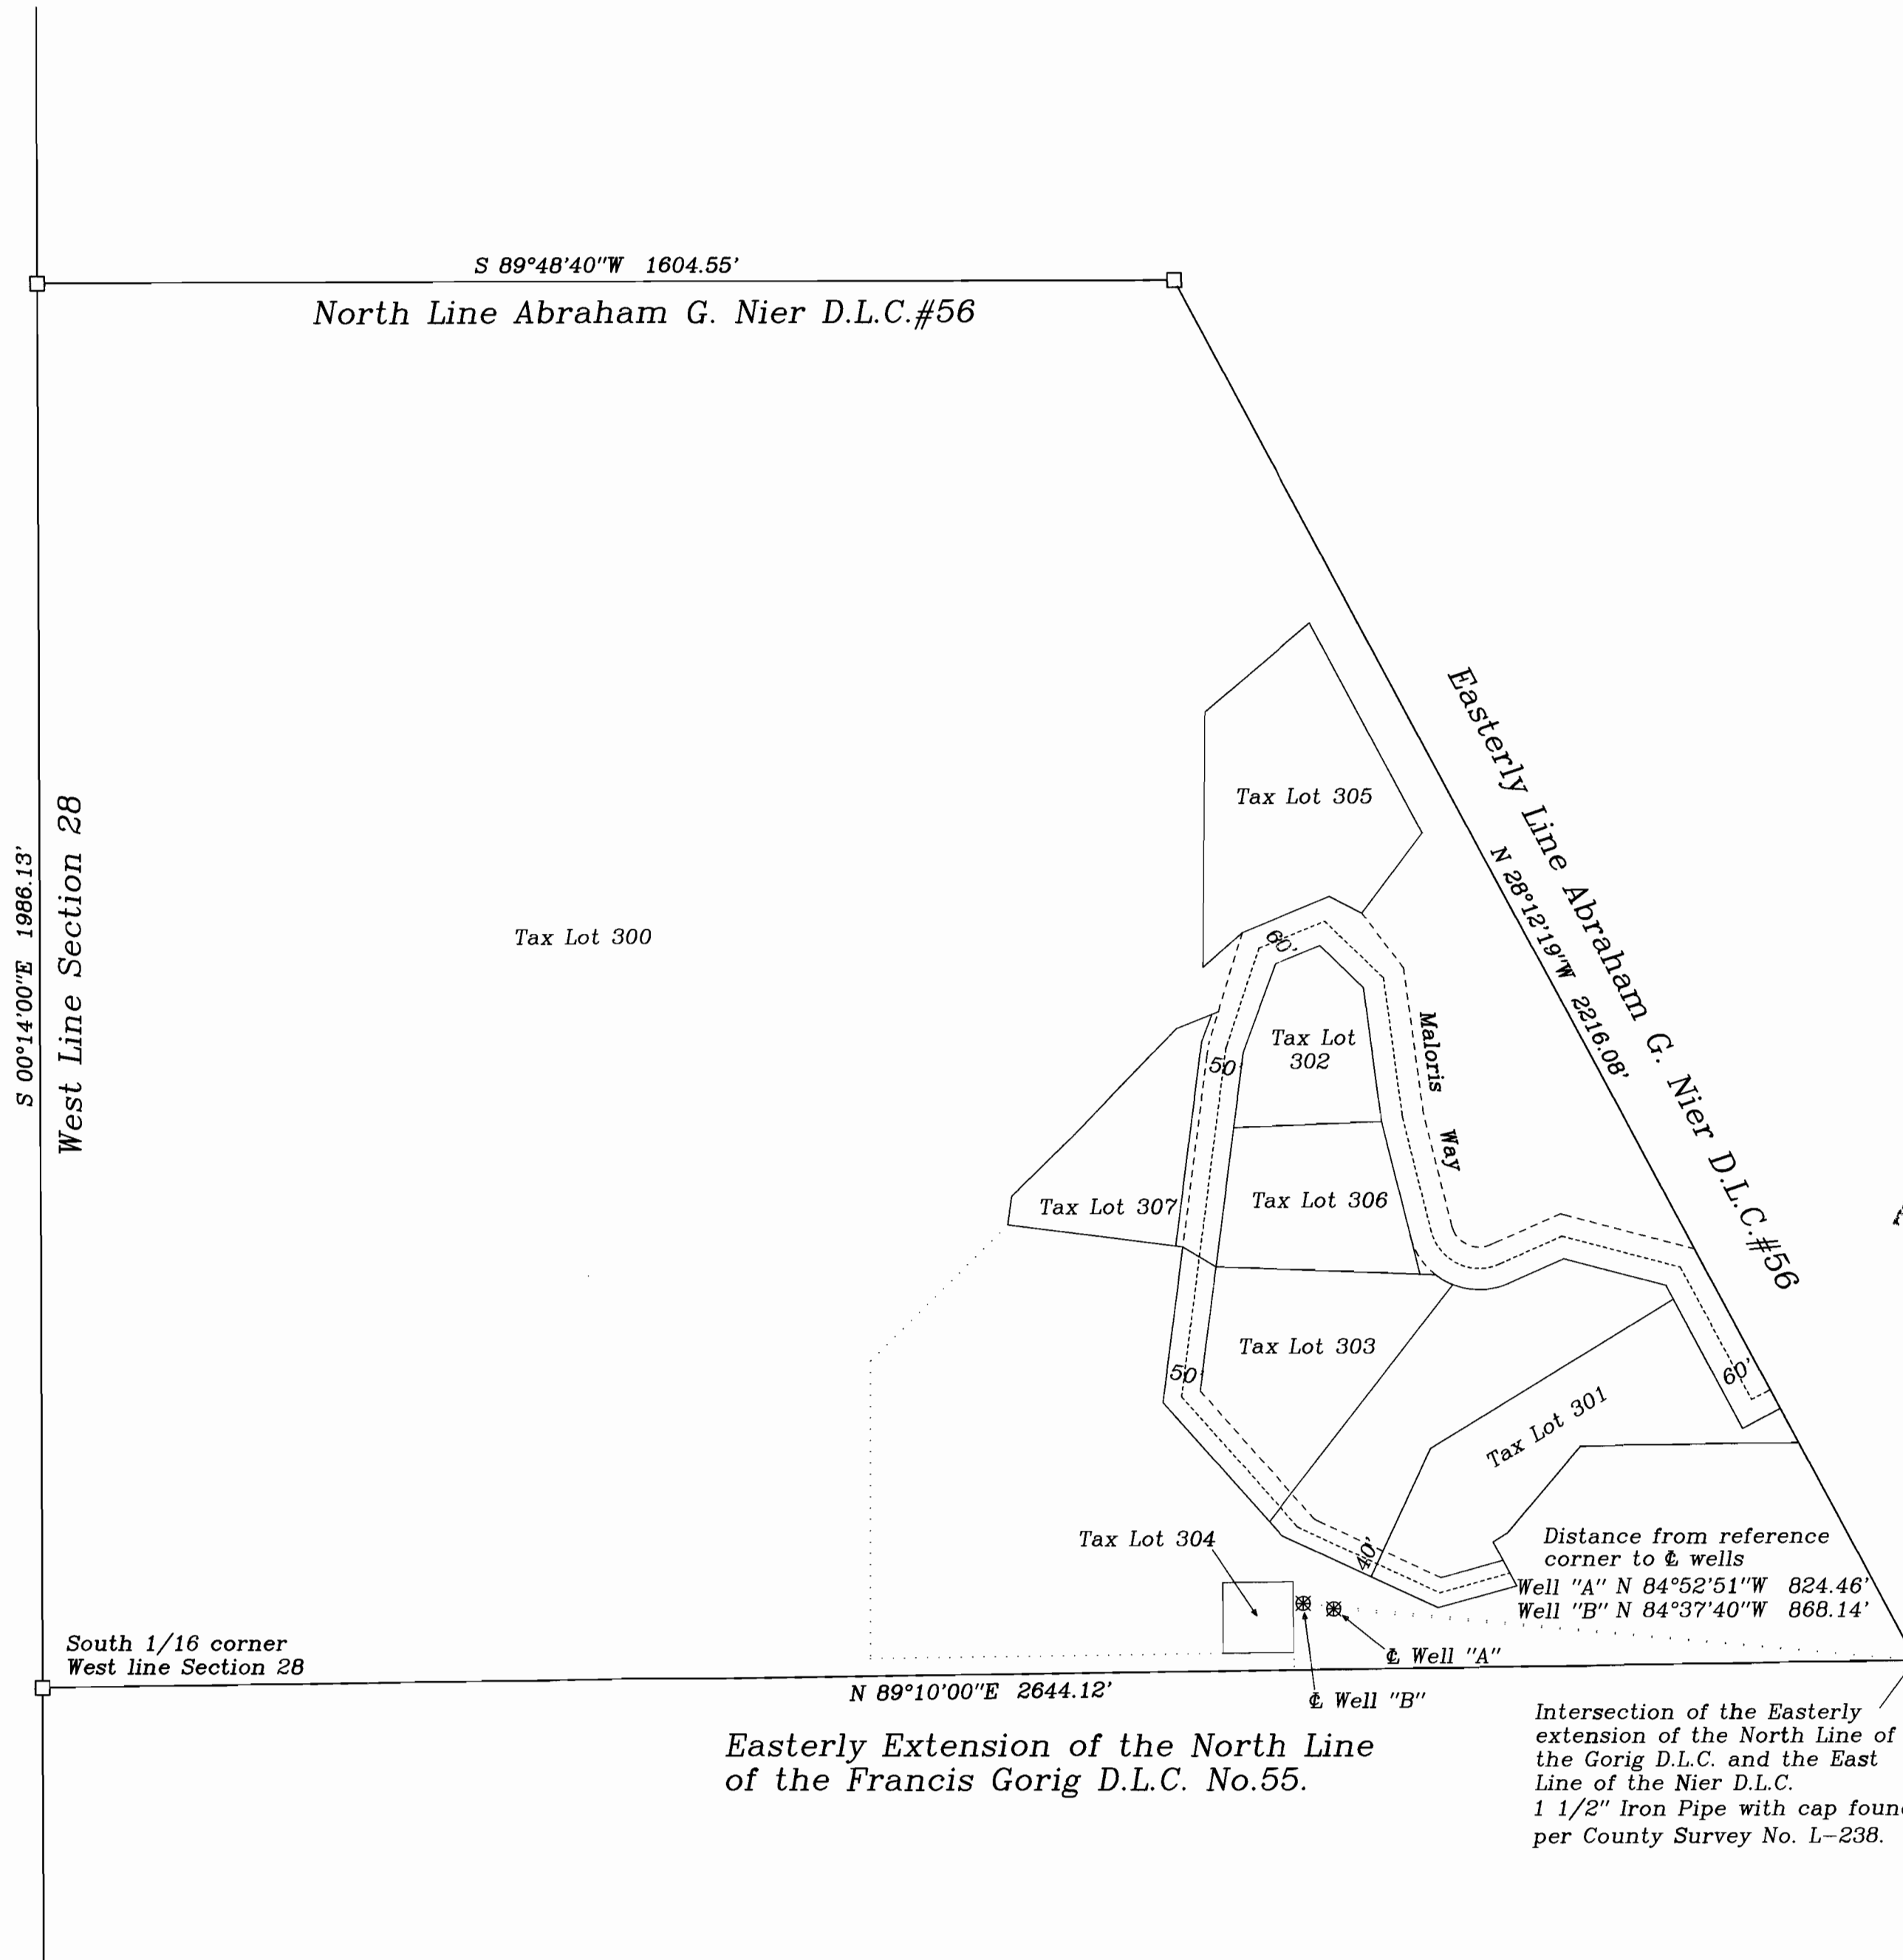 S 89°48'40"W 1604.55'
North Line Abraham G. Nier D.L.C.#56
Easterly Line Abraham G. Nier D.L.C.#56
N 28°12'19"W 2216.08'
S 00°14'00"E 1986.13'
West Line Section 28
Tax Lot 305
Tax Lot 300
60'
Maloris Way
Tax Lot
302
50'
Tax Lot 307
Tax Lot 306
Tax Lot 303
50'
60'
Tax Lot 301
Tax Lot 304
40'
Distance from reference
corner to ℄ wells
Well "A" N 84°52'51"W 824.46'
Well "B" N 84°37'40"W 868.14'
South 1/16 corner
West line Section 28
℄ Well "A"
N 89°10'00"E 2644.12'
℄ Well "B"
Easterly Extension of the North Line
of the Francis Gorig D.L.C. No.55.
Intersection of the Easterly
extension of the North Line of
the Gorig D.L.C. and the East
Line of the Nier D.L.C.
1 1/2" Iron Pipe with cap foun
per County Survey No. L-238.